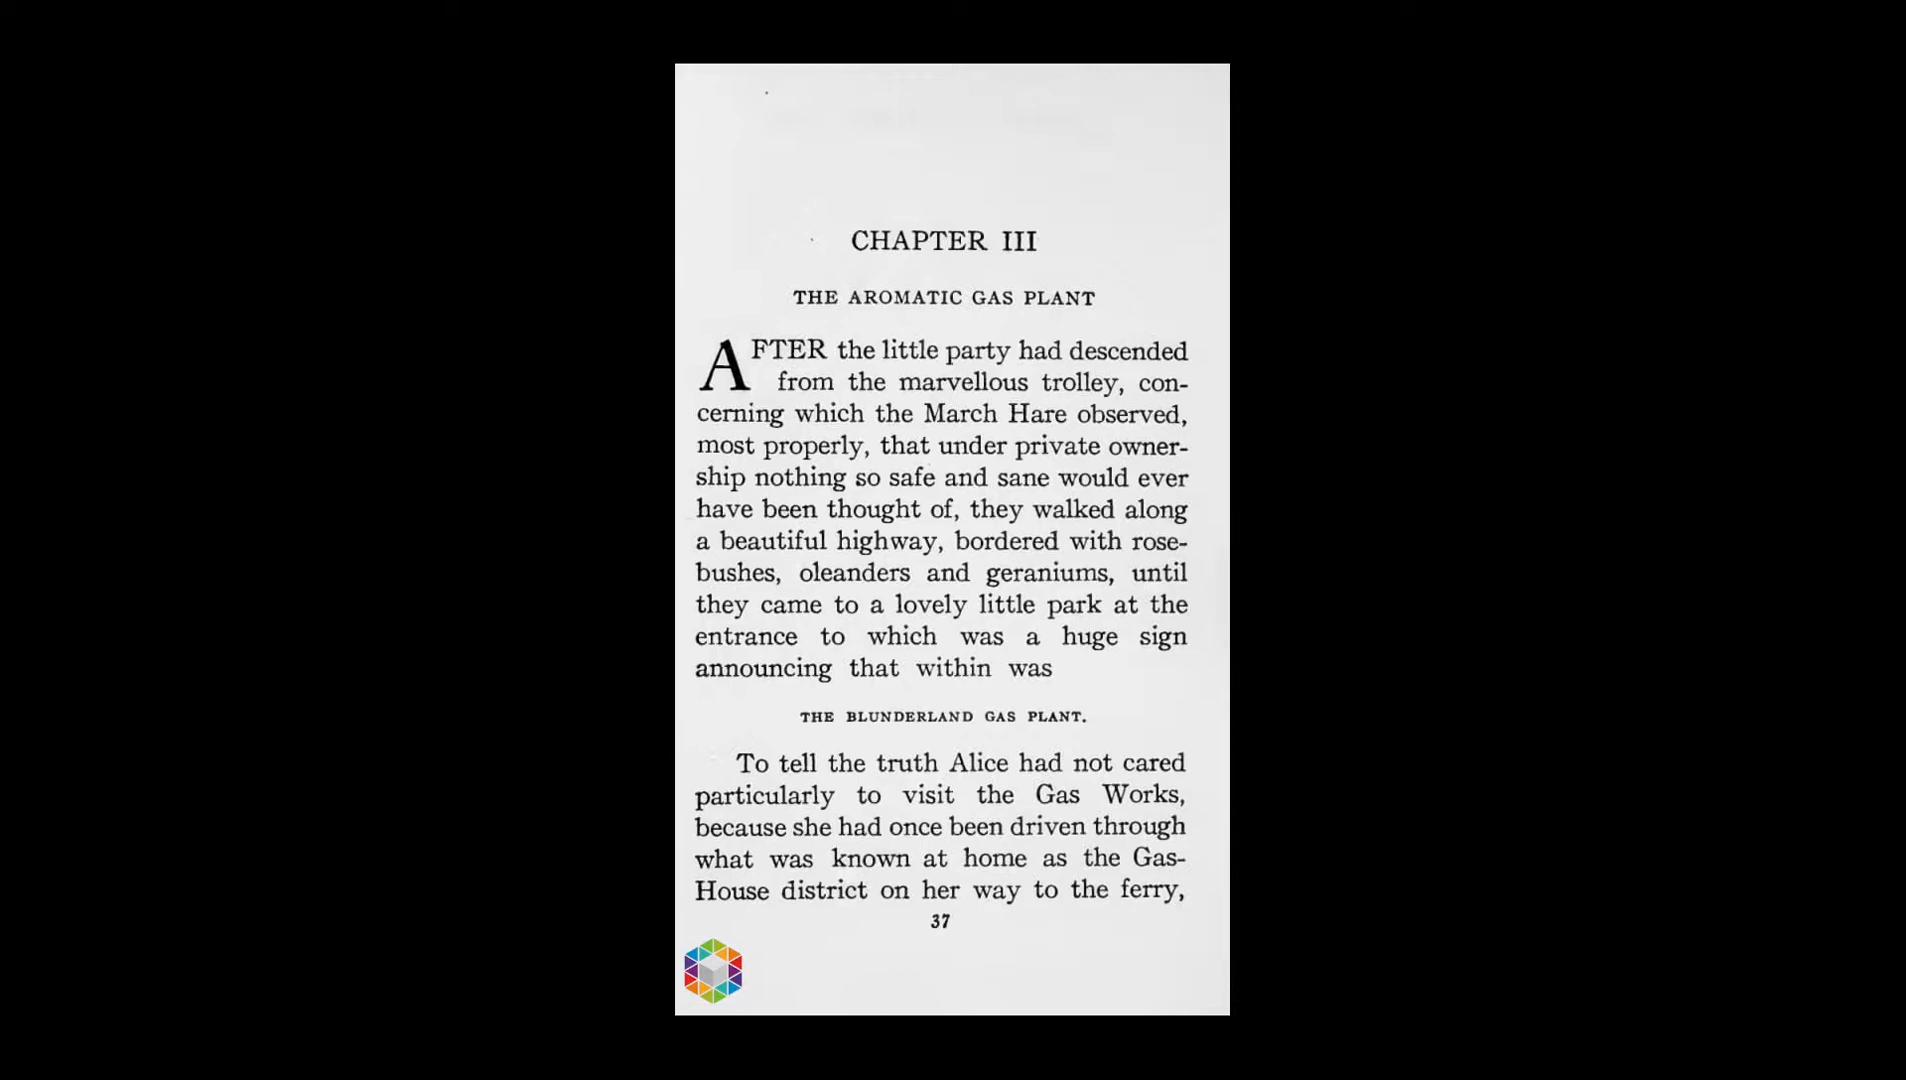 CHAPTER III
THE AROMATIC GAS PLANT
AFTER the little party had descended
from the marvellous trolley, con-
cerning which the March Hare observed,
most properly, that under private owner-
ship nothing so safe and sane would ever
have been thought of, they walked along
a beautiful highway, bordered with rose-
bushes, oleanders and geraniums, until
they came to a lovely little park at the
entrance to which was a huge sign
announcing that within was
THE BLUNDERLAND GAS PLANT.
To tell the truth Alice had not cared
particularly to visit the Gas Works,
because she had once been driven through
what was known at home as the Gas-
House district on her way to the ferry,
37